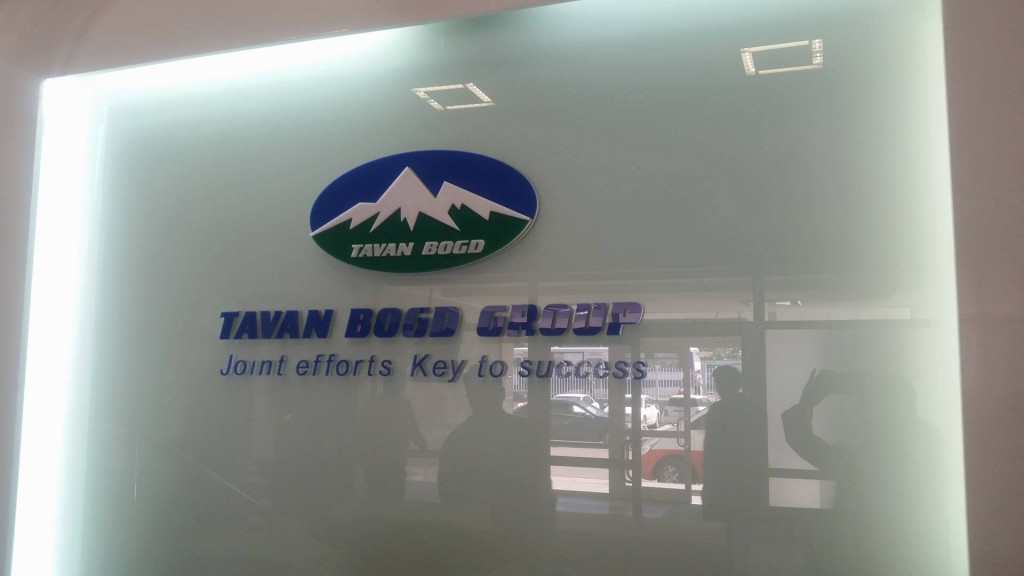 TAVAN BOGD
TAVAN BOGD GROUP
Joint efforts Key to success